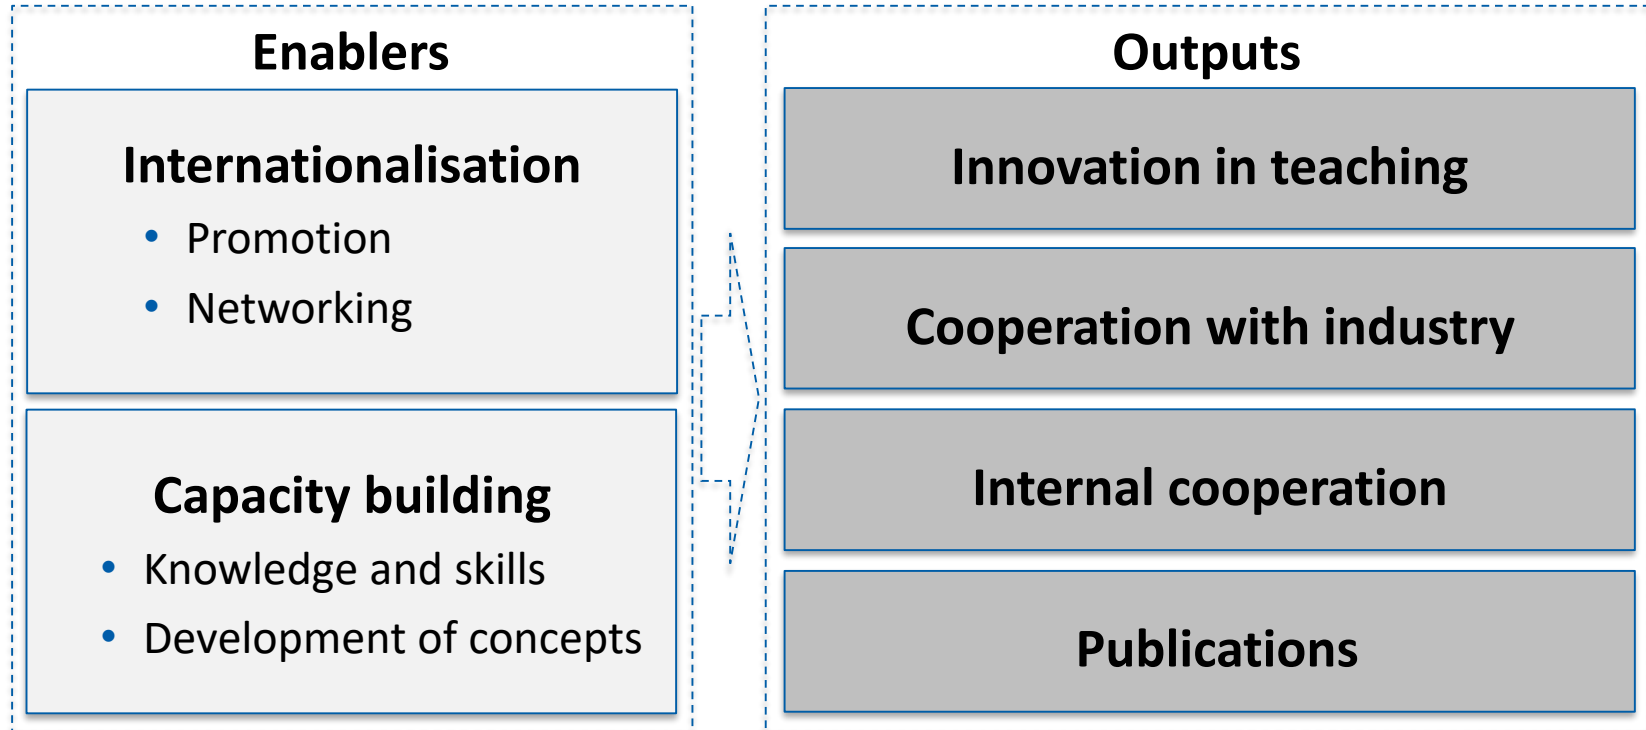 Enablers
Internationalisation
• Promotion
• Networking
Capacity building
• Knowledge and skills
• Development of concepts
Outputs
Innovation in teaching
Cooperation with industry
Internal cooperation
Publications